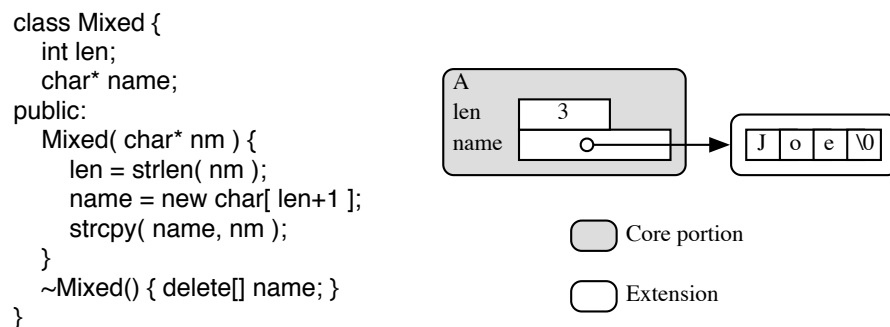 class Mixed {
int len;
char* name;
public:
Mixed( char* nm ) {
len = strlen( nm );
name = new char[ len+1 ];
strcpy( name, nm );
}
~Mixed() { delete[] name; }
}
A
len 3
name
J o e \0
Core portion
Extension